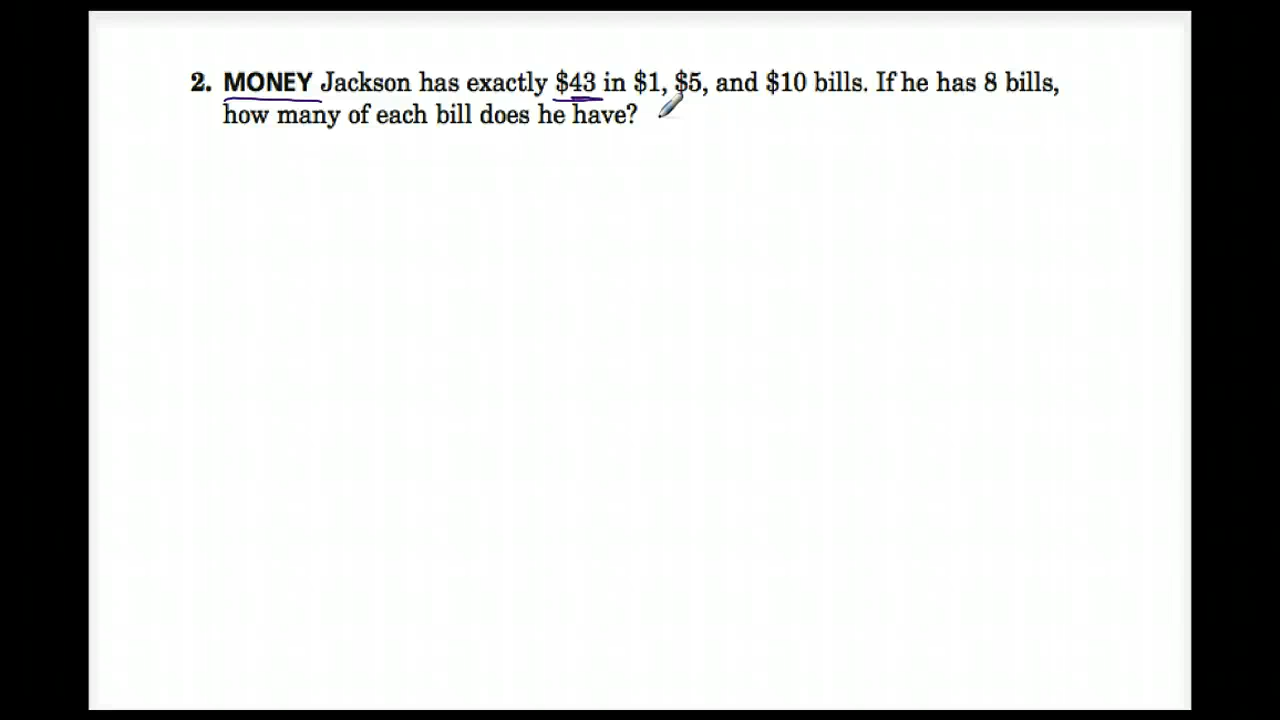 2. MONEY Jackson has exactly $43 in $1, $5, and $10 bills. If he has 8 bills,
how many of each bill does he have?